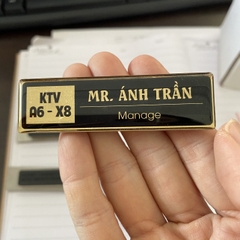 KTV
A6 - X8
MR. ÁNH TRẦN
Manage